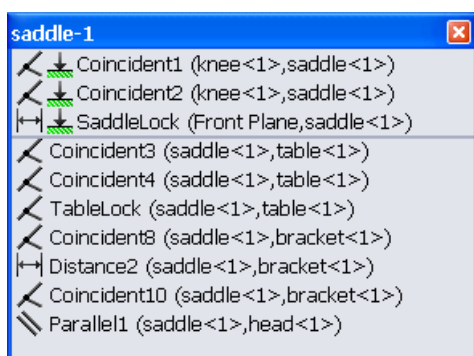 saddle-1
Coincident1 (knee<1>,saddle<1>)
Coincident2 (knee<1>,saddle<1>)
SaddleLock (Front Plane,saddle<1>)
Coincident3 (saddle<1>,table<1>)
Coincident4 (saddle<1>,table<1>)
TableLock (saddle<1>,table<1>)
Coincident8 (saddle<1>,bracket<1>)
Distance2 (saddle<1>,bracket<1>)
Coincident10 (saddle<1>,bracket<1>)
Parallel1 (saddle<1>,head<1>)